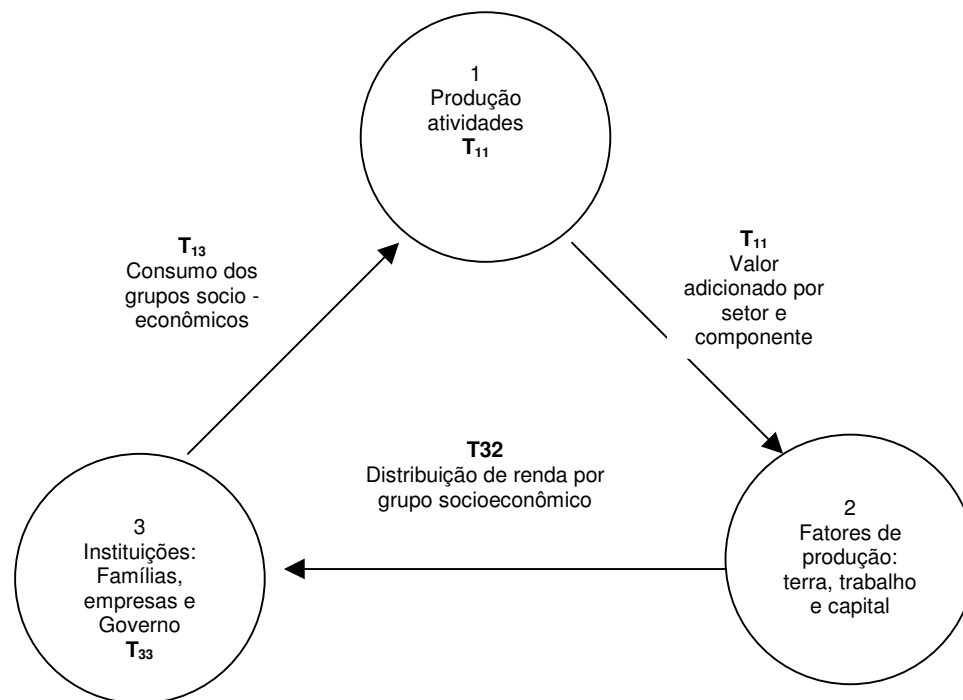 1
Produção
atividades
T₁₁
T₁₃
Consumo dos
grupos socio -
econômicos
T₁₁
Valor
adicionado por
setor e
componente
T32
Distribuição de renda por
grupo socioeconômico
3
Instituições:
Famílias,
empresas e
Governo
T₃₃
2
Fatores de
produção:
terra, trabalho
e capital